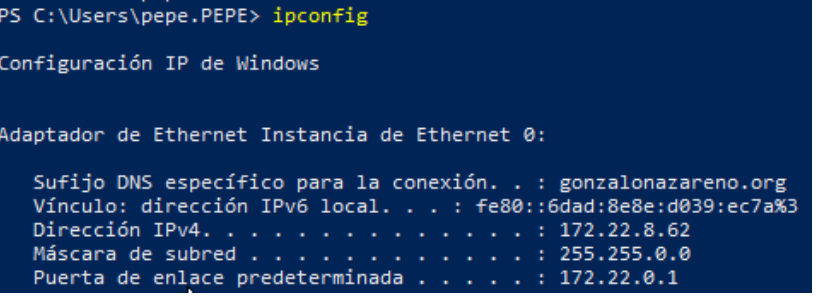 PS C:\Users\pepe.PEPE> ipconfig
Configuración IP de Windows
Adaptador de Ethernet Instancia de Ethernet 0:
Sufijo DNS específico para la conexión. . : gonzalonazareno.org
Vínculo: dirección IPv6 local. . . : fe80::6dad:8e8e:d039:ec7a%3
Dirección IPv4. . . . . . . . . . . . . . : 172.22.8.62
Máscara de subred . . . . . . . . . . . . : 255.255.0.0
Puerta de enlace predeterminada . . . . . : 172.22.0.1